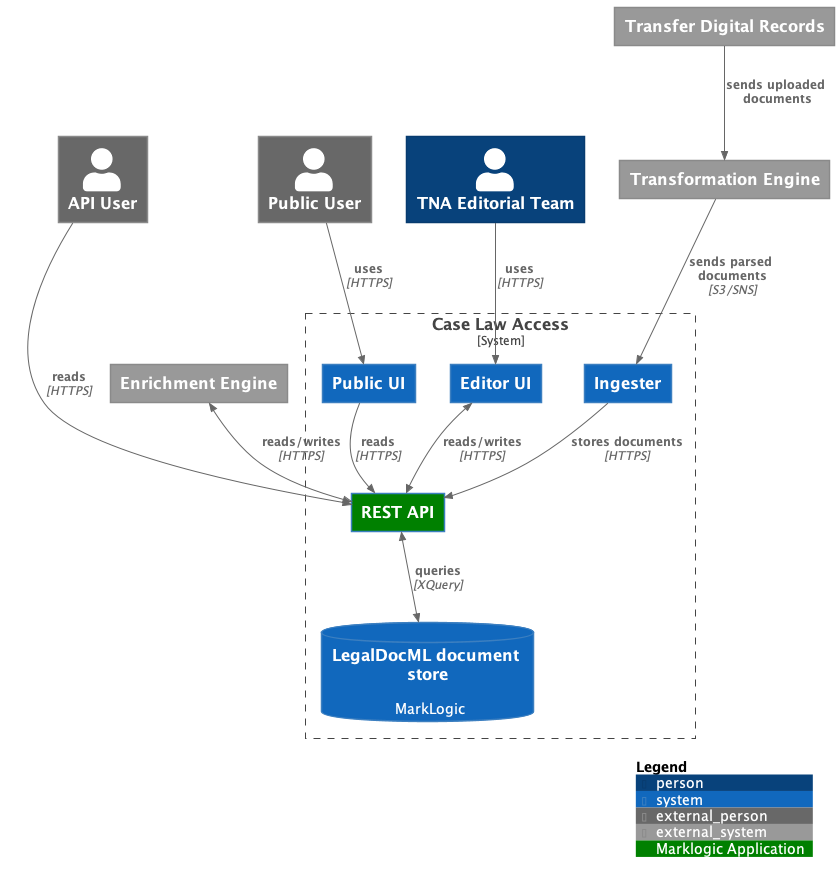 Transfer Digital Records
sends uploaded
documents
API User
Public User
TNA Editorial Team
Transformation Engine
uses
[HTTPS]
uses
[HTTPS]
sends parsed
documents
[S3/SNS]
Case Law Access
[System]
reads
[HTTPS]
Enrichment Engine
Public UI
Editor UI
Ingester
reads/writes
[HTTPS]
reads
[HTTPS]
reads/writes
[HTTPS]
stores documents
[HTTPS]
REST API
queries
[XQuery]
LegalDocML document
store
MarkLogic
Legend
person
system
external_person
external_system
Marklogic Application